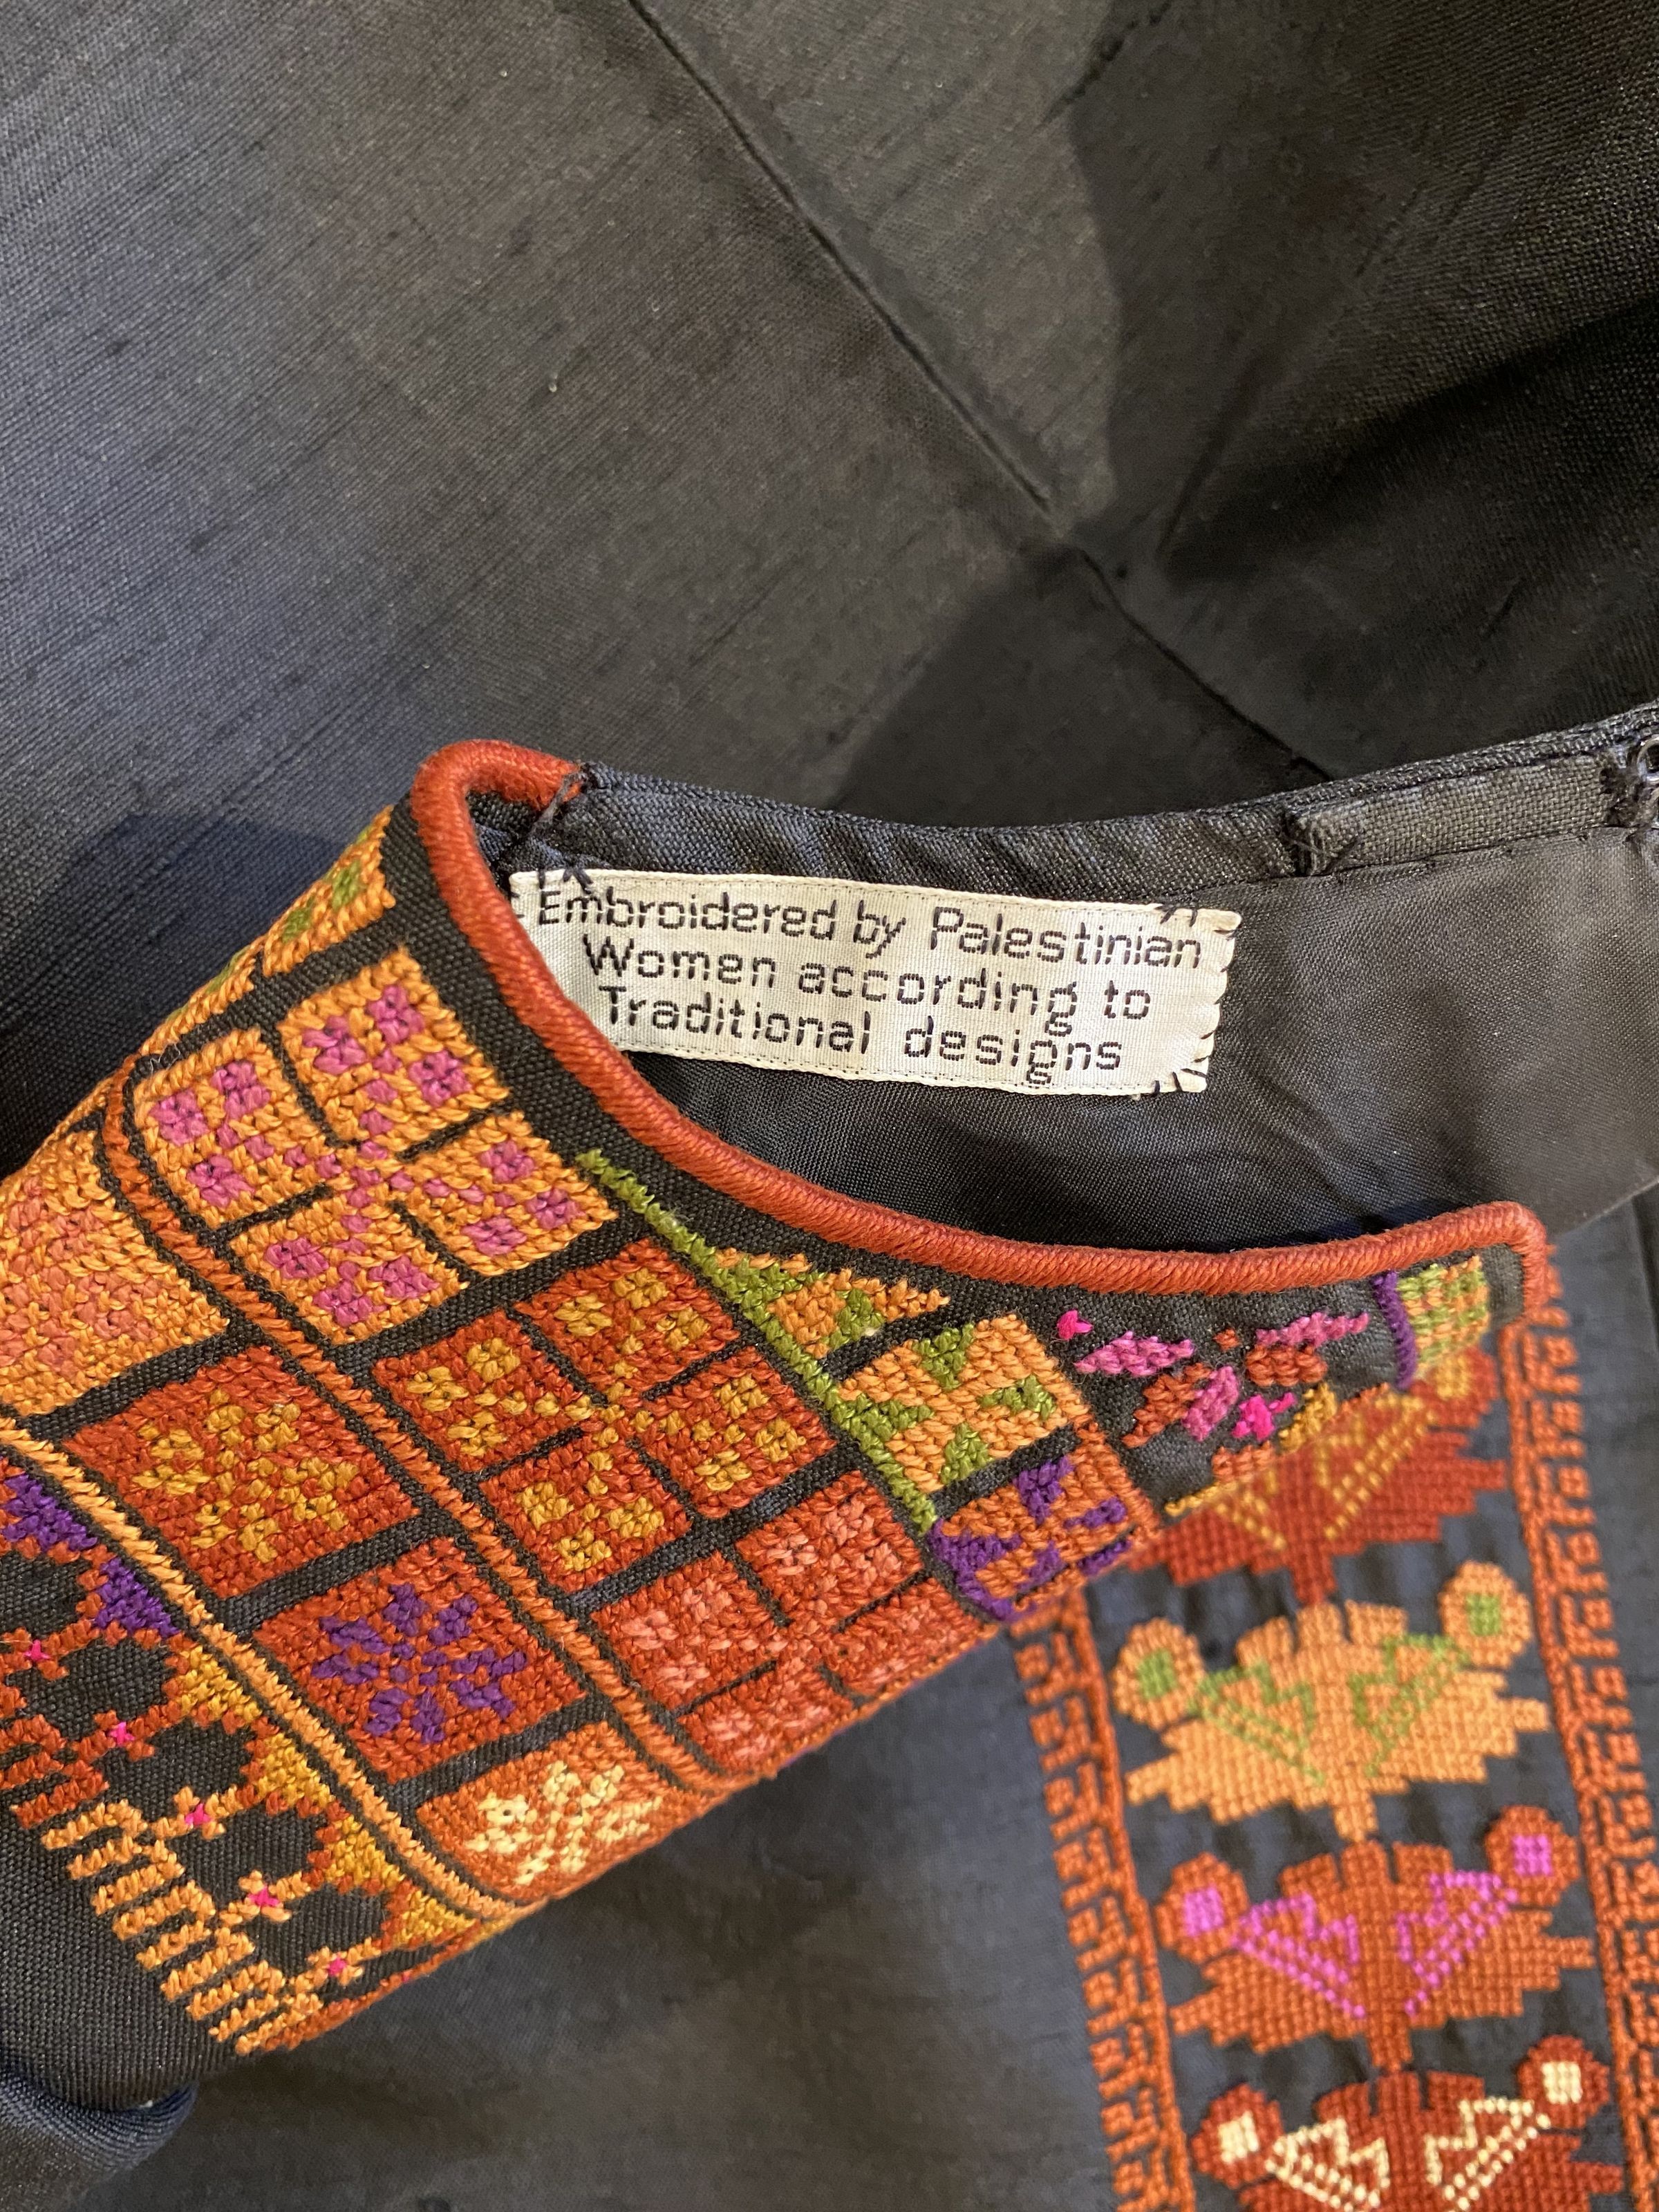 Embroidered by Palestinian
Women according to
Traditional designs